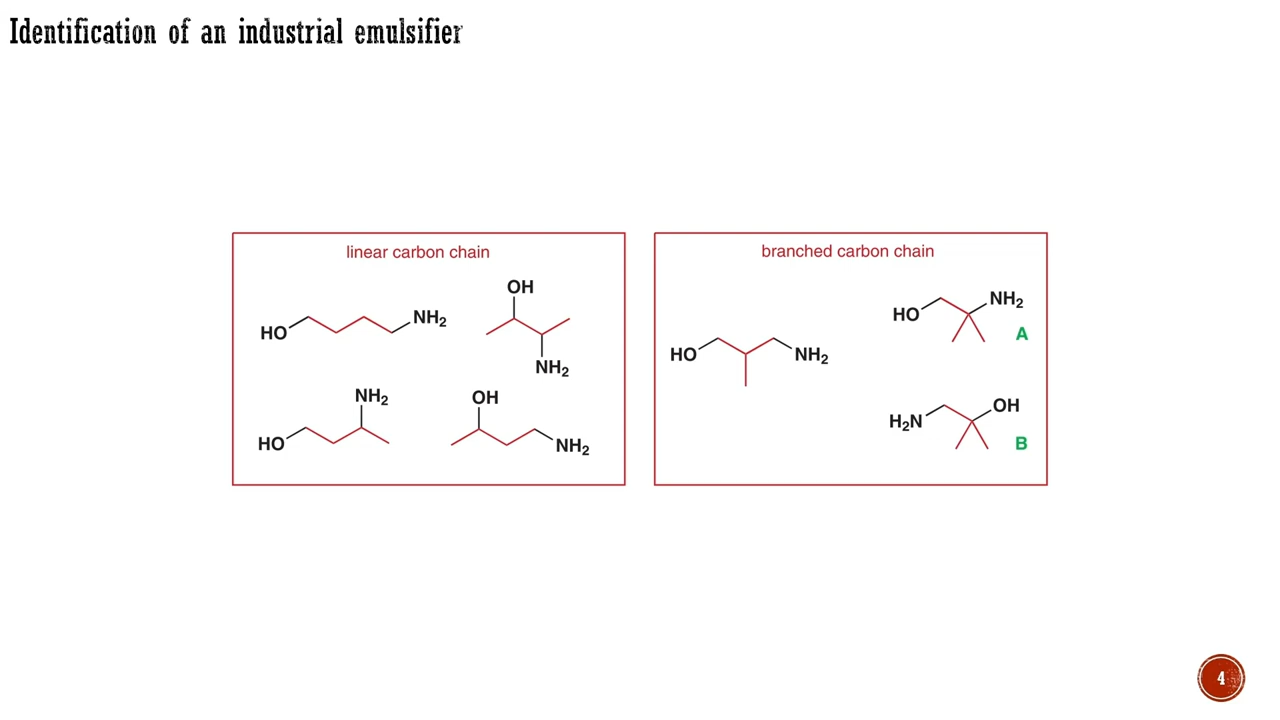 Identification of an industrial emulsifier
linear carbon chain
OH
HO
NH2
NH2
NH2
OH
HO
NH2
branched carbon chain
HO
NH2
A
HO
NH2
H2N
OH
B
4